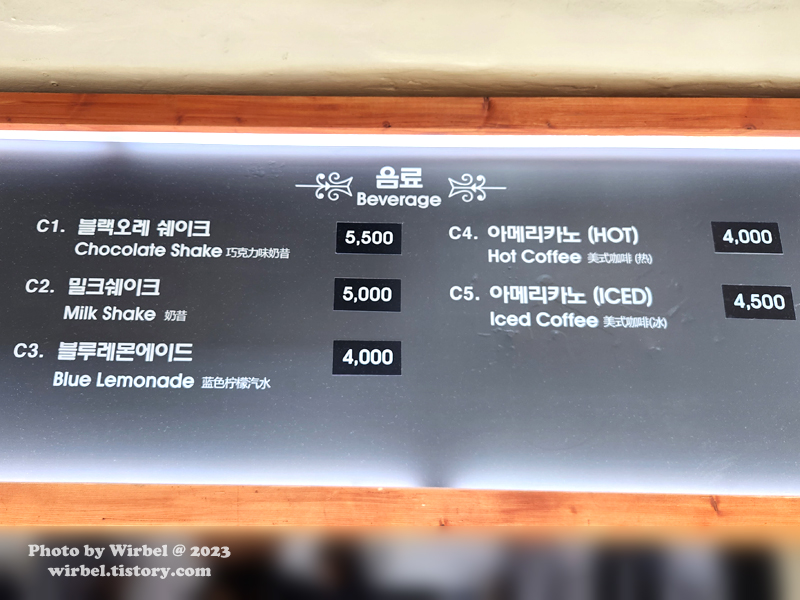 음료
Beverage
C1. 블랙오레 쉐이크
Chocolate Shake 巧克力味奶昔
5,500
C2. 밀크쉐이크
Milk Shake 奶昔
5,000
C3. 블루레몬에이드
Blue Lemonade 蓝色柠檬汽水
4,000
C4. 아메리카노 (HOT)
Hot Coffee 美式咖啡 (热)
4,000
C5. 아메리카노 (ICED)
Iced Coffee 美式咖啡(冰)
4,500
Photo by Wirbel @ 2023
wirbel.tistory.com